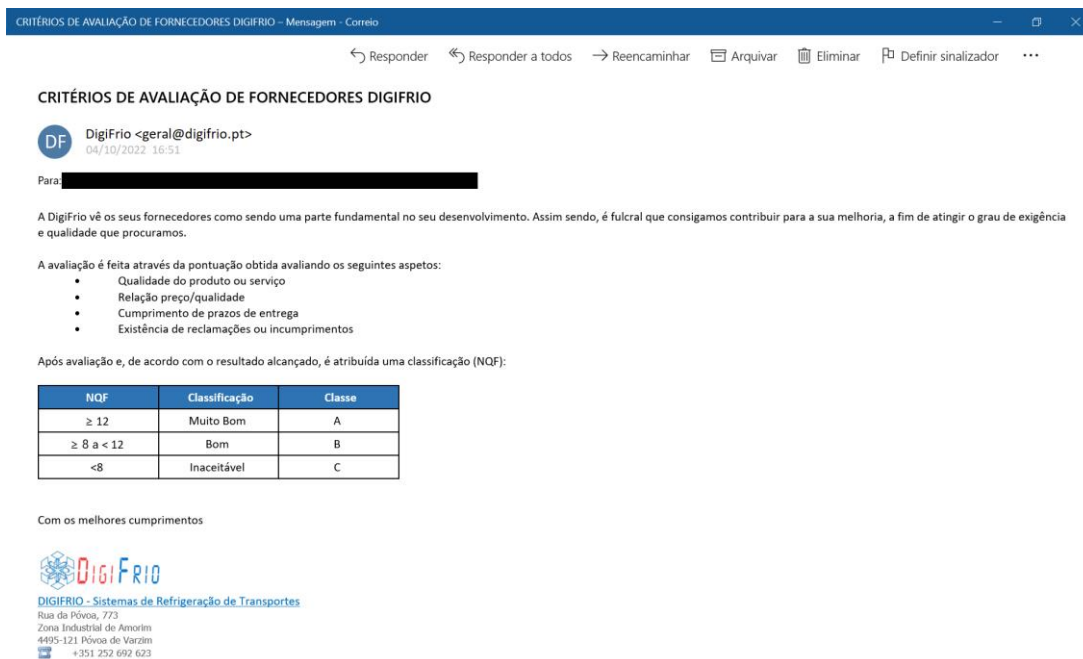 CRITÉRIOS DE AVALIAÇÃO DE FORNECEDORES DIGIFRIO – Mensagem - Correio
Responder Responder a todos Reencaminhar Arquivar Eliminar Definir sinalizador ...
CRITÉRIOS DE AVALIAÇÃO DE FORNECEDORES DIGIFRIO
DF
DigiFrio <geral@digifrio.pt>
04/10/2022 16:51
Para:
A DigiFrio vê os seus fornecedores como sendo uma parte fundamental no seu desenvolvimento. Assim sendo, é fulcral que consigamos contribuir para a sua melhoria, a fim de atingir o grau de exigência
e qualidade que procuramos.
A avaliação é feita através da pontuação obtida avaliando os seguintes aspetos:
• Qualidade do produto ou serviço
• Relação preço/qualidade
• Cumprimento de prazos de entrega
• Existência de reclamações ou incumprimentos
Após avaliação e, de acordo com o resultado alcançado, é atribuída uma classificação (NQF):
NQF Classificação Classe
≥ 12 Muito Bom A
≥ 8 a < 12 Bom B
<8 Inaceitável C
Com os melhores cumprimentos
DIGIFRIO
DIGIFRIO - Sistemas de Refrigeração de Transportes
Rua da Póvoa, 773
Zona Industrial de Amorim
4495-121 Póvoa de Varzim
+351 252 692 623